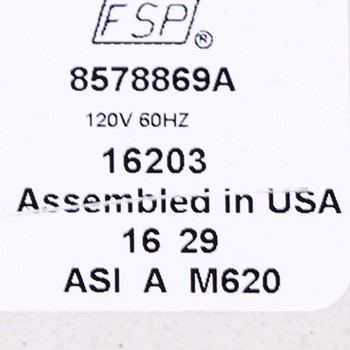 FSP®
8578869A
120V 60HZ
16203
Assembled in USA
16 29
ASI A M620